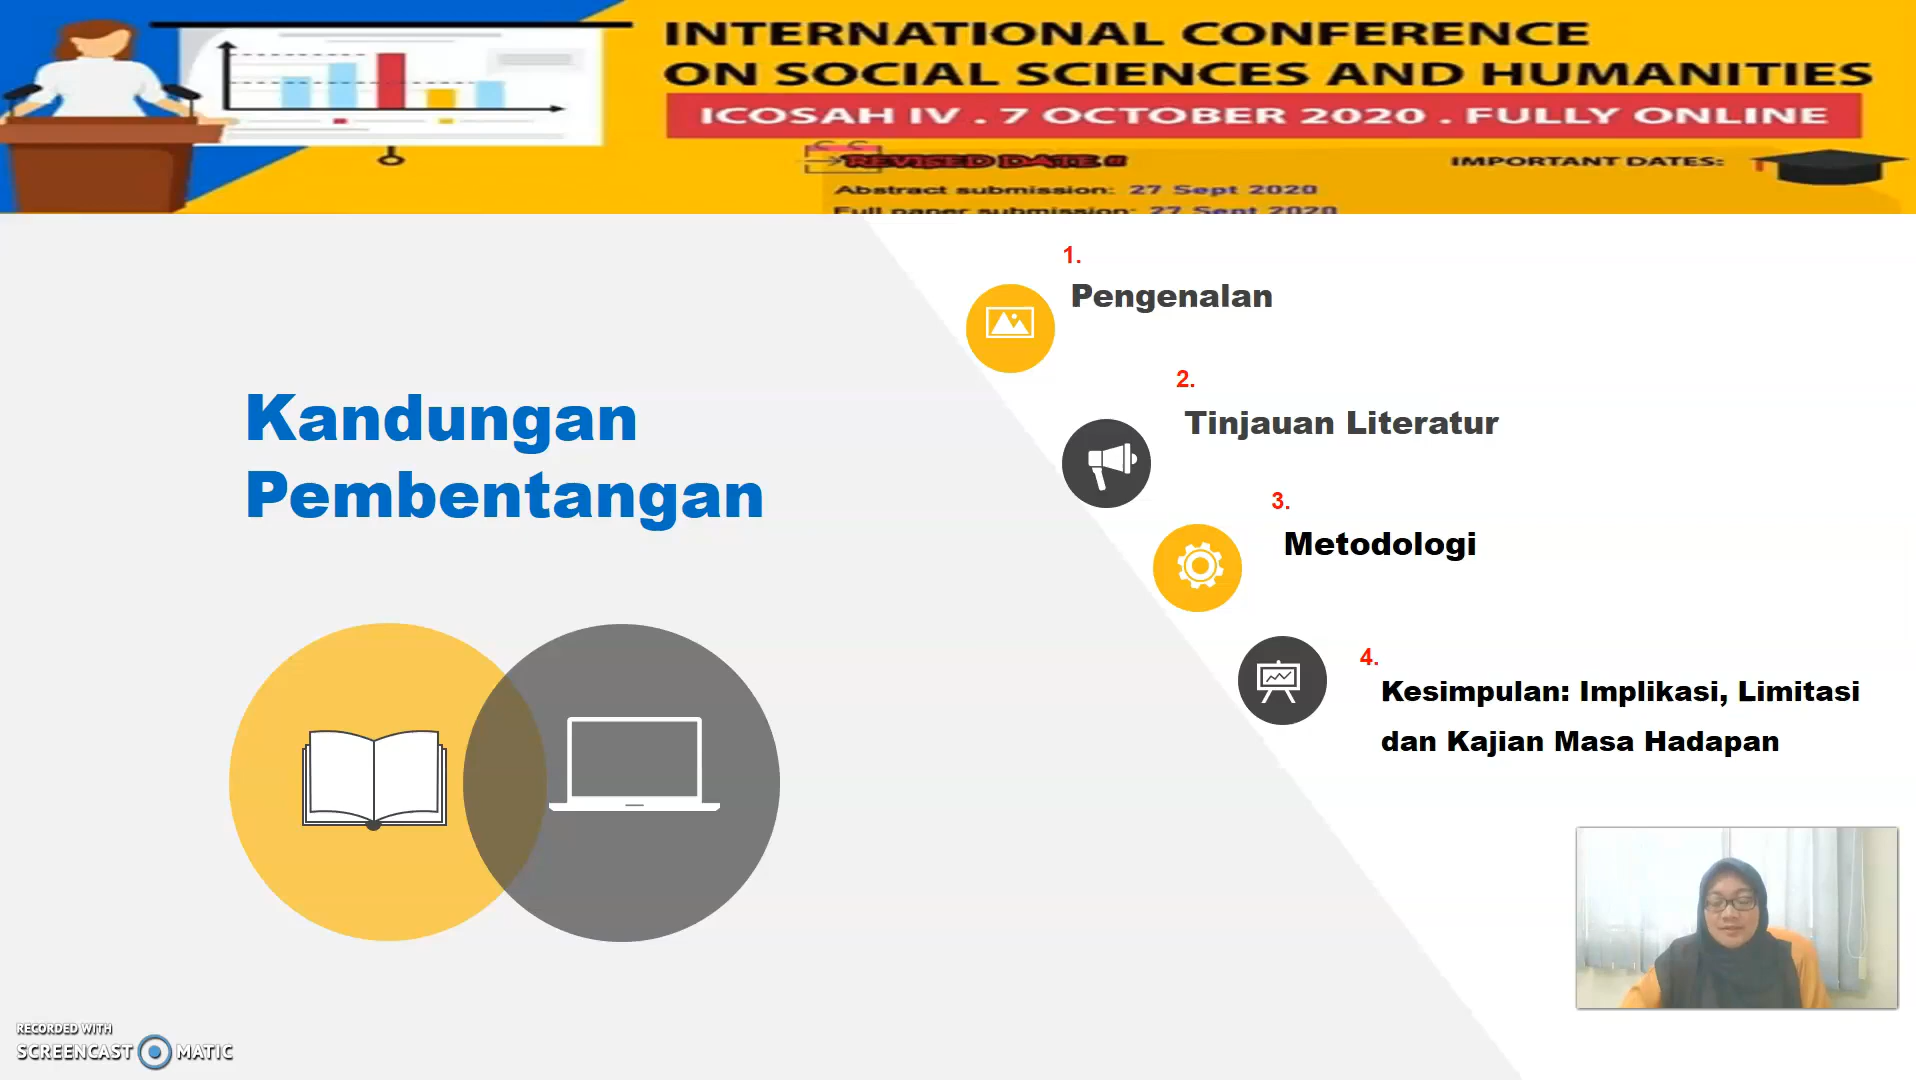 INTERNATIONAL CONFERENCE
ON SOCIAL SCIENCES AND HUMANITIES
ICOSAH IV . 7 OCTOBER 2020 . FULLY ONLINE
REVISED DATE
IMPORTANT DATES:
Abstract submission: 27 Sept 2020
Full paper submission: 27 Sept 2020
Kandungan
Pembentangan
1.
Pengenalan
2.
Tinjauan Literatur
3.
Metodologi
4.
Kesimpulan: Implikasi, Limitasi
dan Kajian Masa Hadapan
RECORDED WITH
SCREENCAST MATIC